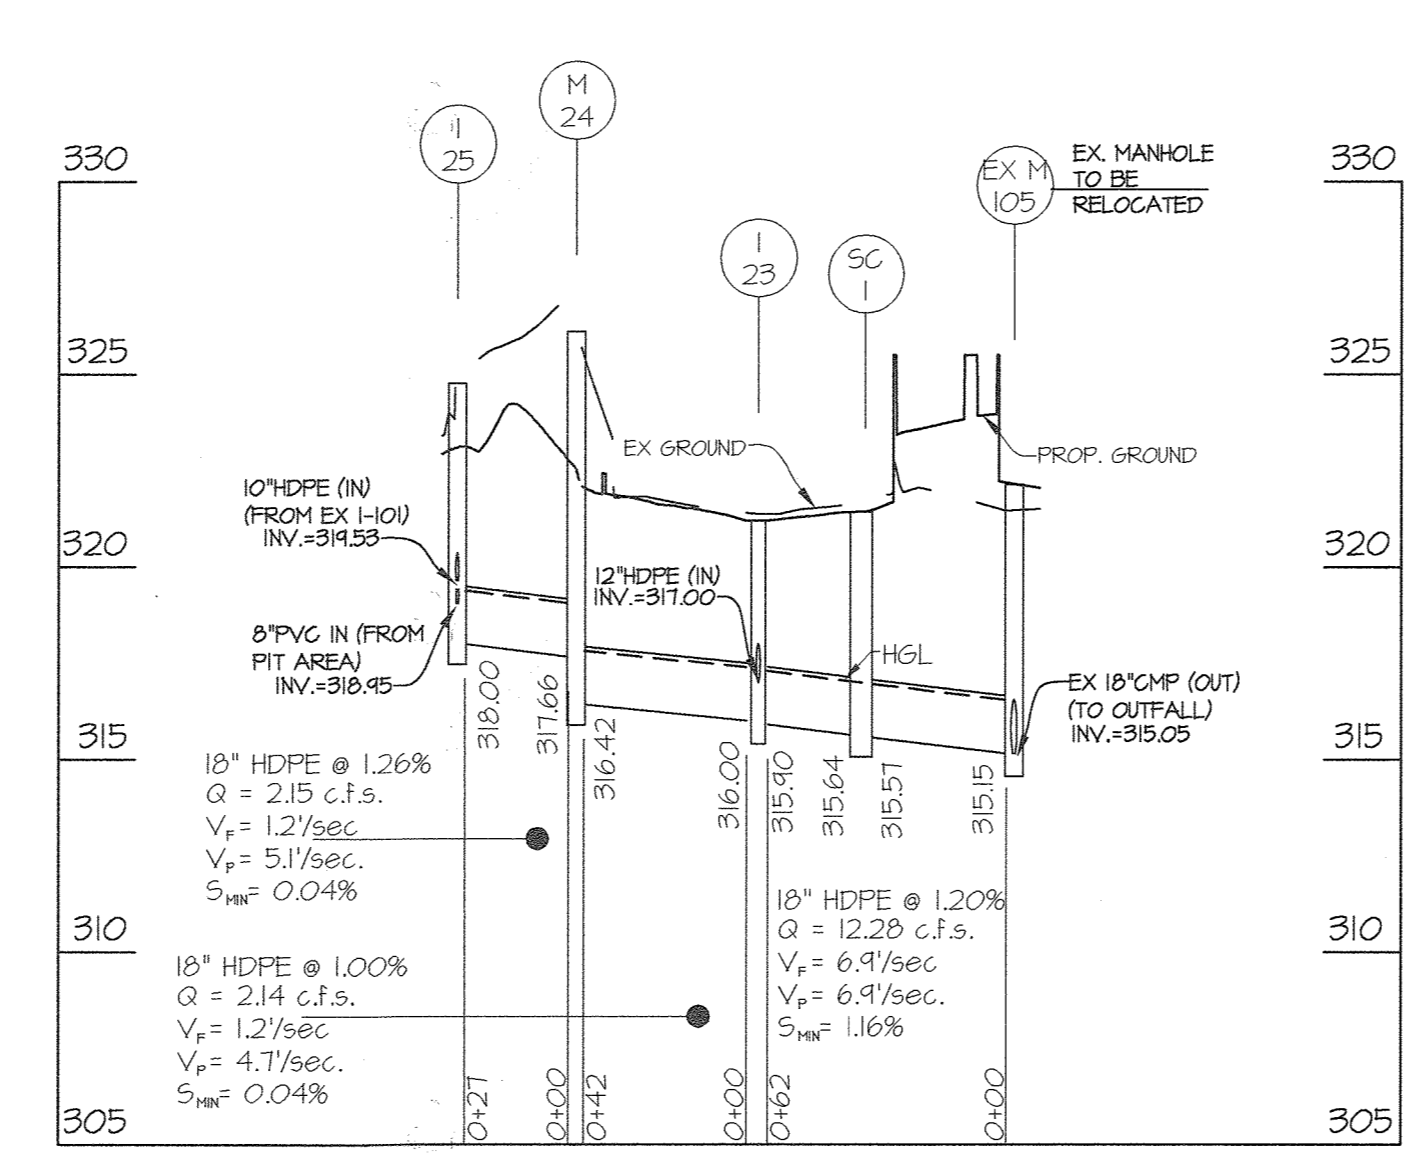 M
24
I
25
330
EX M
105
EX. MANHOLE
TO BE
RELOCATED
330
I
23
SC
I
325
325
EX GROUND
PROP. GROUND
10"HDPE (IN)
(FROM EX I-101)
INV.=319.53
320
320
12"HDPE (IN)
INV.=317.00
8"PVC IN (FROM
PIT AREA)
INV.=318.95
HGL
EX 18"CMP (OUT)
(TO OUTFALL)
INV.=315.05
315
315
318.00
317.66
316.42
316.00
315.90
315.64
315.57
315.15
18" HDPE @ 1.26%
Q = 2.15 c.f.s.
VF = 1.2'/sec
VP = 5.1'/sec.
SMIN= 0.04%
18" HDPE @ 1.20%
Q = 12.28 c.f.s.
VF = 6.9'/sec
VP = 6.9'/sec.
SMIN= 1.16%
310
310
18" HDPE @ 1.00%
Q = 2.14 c.f.s.
VF = 1.2'/sec
VP = 4.7'/sec.
SMIN= 0.04%
305
0+27
0+00
0+42
0+00
0+62
0+00
305